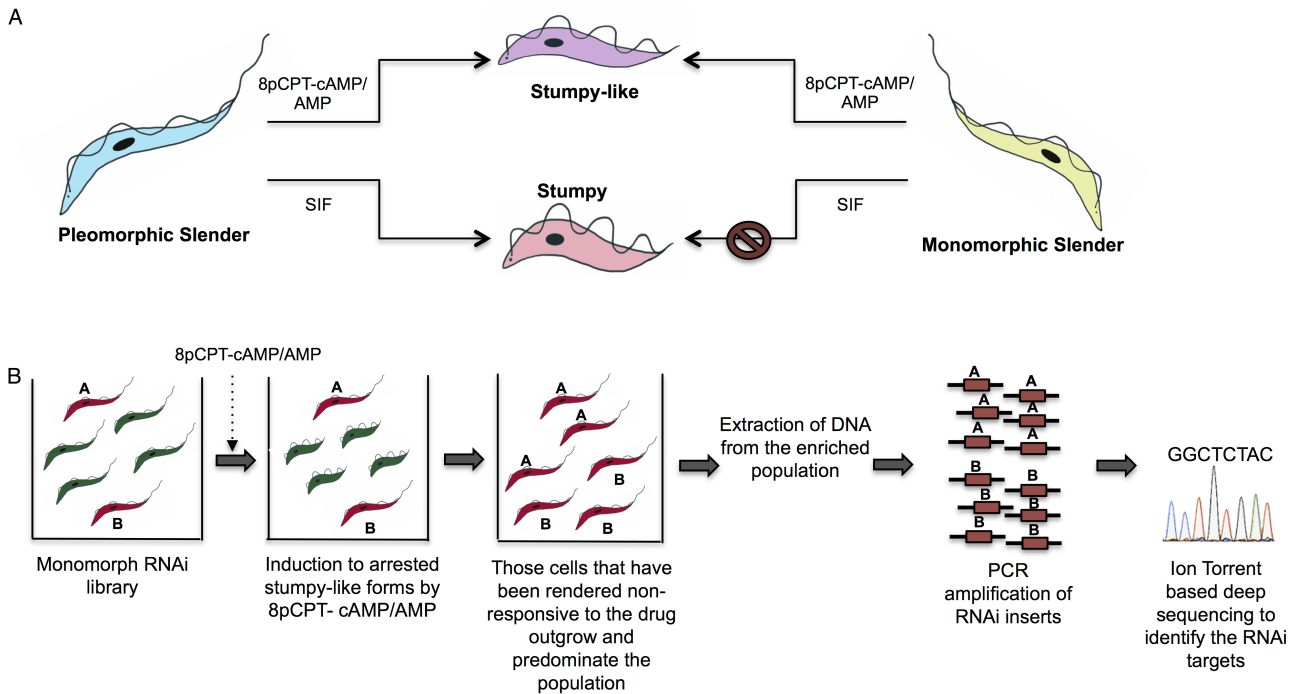 A
8pCPT-cAMP/
AMP
Stumpy-like
8pCPT-cAMP/
AMP
SIF
Stumpy
SIF
Pleomorphic Slender
Monomorphic Slender
B
8pCPT-cAMP/AMP
A
B
Monomorph RNAi
library
A
B
Induction to arrested
stumpy-like forms by
8pCPT- cAMP/AMP
A
A
A
B
B
B
Those cells that have
been rendered non-
responsive to the drug
outgrow and
predominate the
population
Extraction of DNA
from the enriched
population
A
A
A
A
A
A
B
B
B
B
B
B
PCR
amplification of
RNAi inserts
GGCTCTAC
Ion Torrent
based deep
sequencing to
identify the RNAi
targets